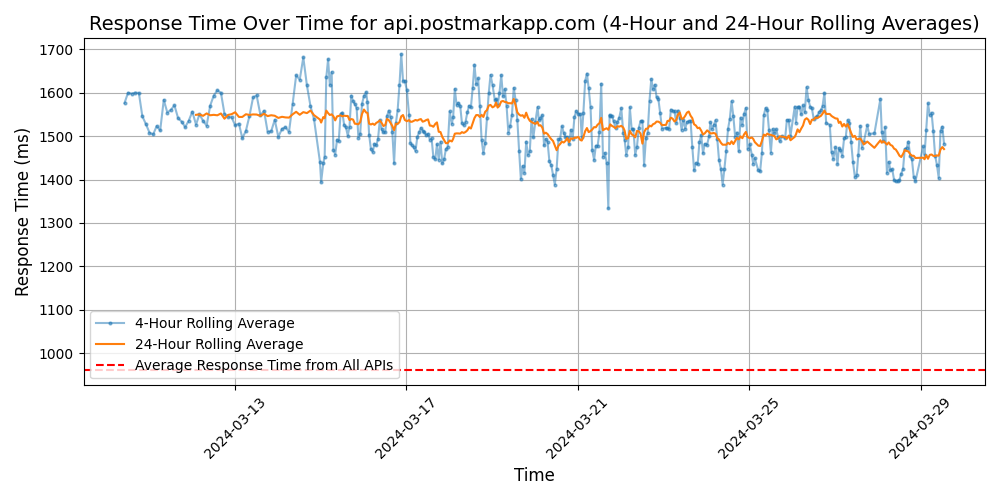 Response Time Over Time for api.postmarkapp.com (4-Hour and 24-Hour Rolling Averages)
Response Time (ms)
1700
1600
1500
1400
1300
1200
1100
1000
4-Hour Rolling Average
24-Hour Rolling Average
Average Response Time from All APIs
2024-03-13
2024-03-17
2024-03-21
2024-03-25
2024-03-29
Time